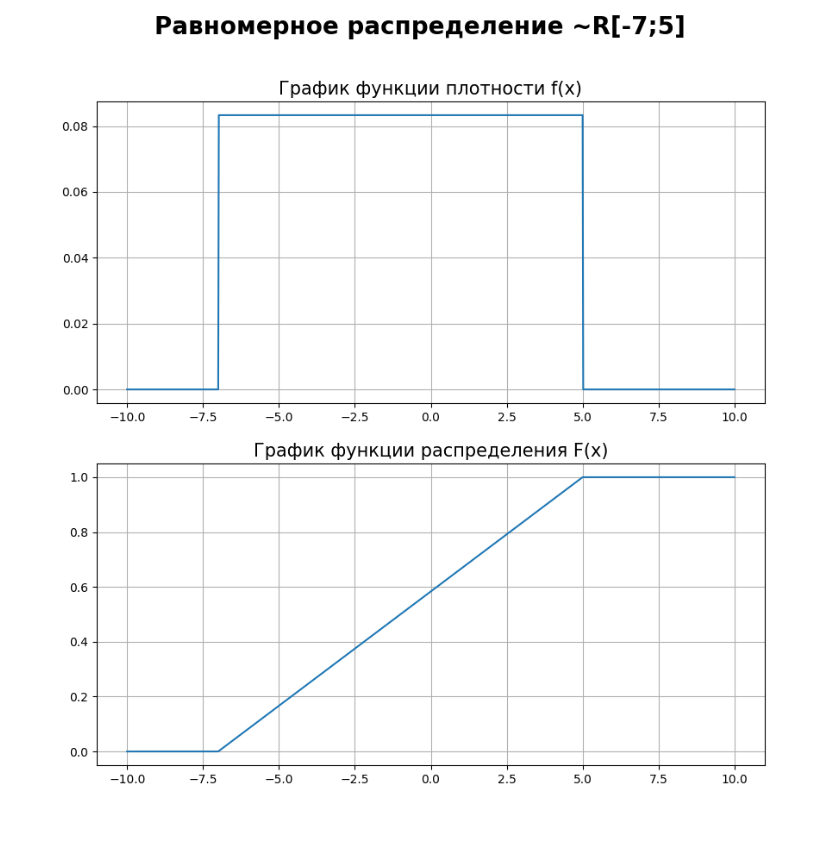 Равномерное распределение ~R[-7;5]
График функции плотности f(x)
0.08
0.06
0.04
0.02
0.00
−10.0 −7.5 −5.0 −2.5 0.0 2.5 5.0 7.5 10.0
График функции распределения F(x)
1.0
0.8
0.6
0.4
0.2
0.0
−10.0 −7.5 −5.0 −2.5 0.0 2.5 5.0 7.5 10.0